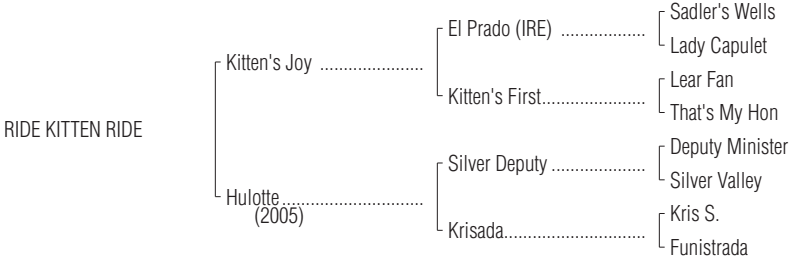 Sadler's Wells
El Prado (IRE) ..................
Lady Capulet
Kitten's Joy ......................
Lear Fan
Kitten's First......................
That's My Hon
RIDE KITTEN RIDE
Deputy Minister
Silver Deputy ....................
Silver Valley
Hulotte..............................
(2005)
Kris S.
Krisada..............................
Funistrada